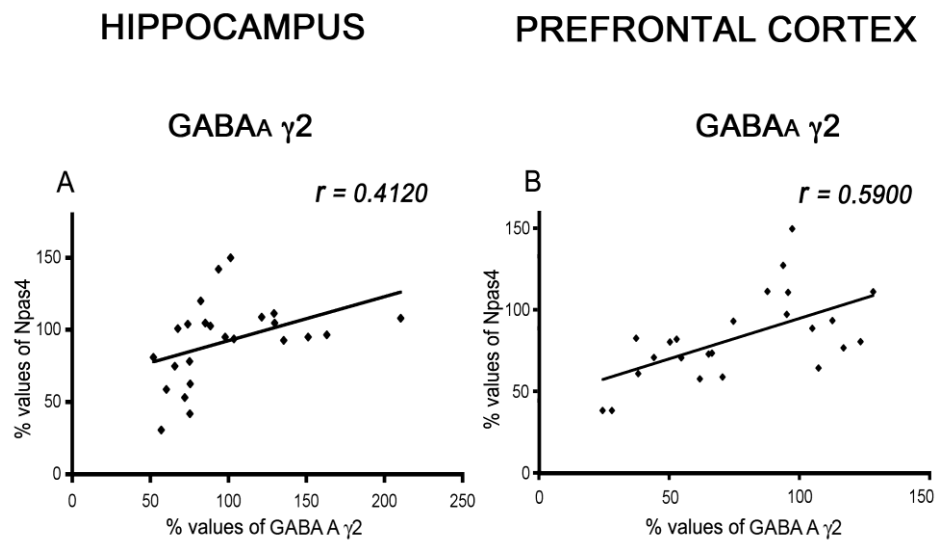 HIPPOCAMPUS
PREFRONTAL CORTEX
GABAA γ2
GABAA γ2
A
r = 0.4120
B
r = 0.5900
% values of Npas4
150
100
50
0
0
50
100
150
200
250
% values of GABA A γ2
% values of Npas4
150
100
50
0
0
50
100
150
% values of GABA A γ2